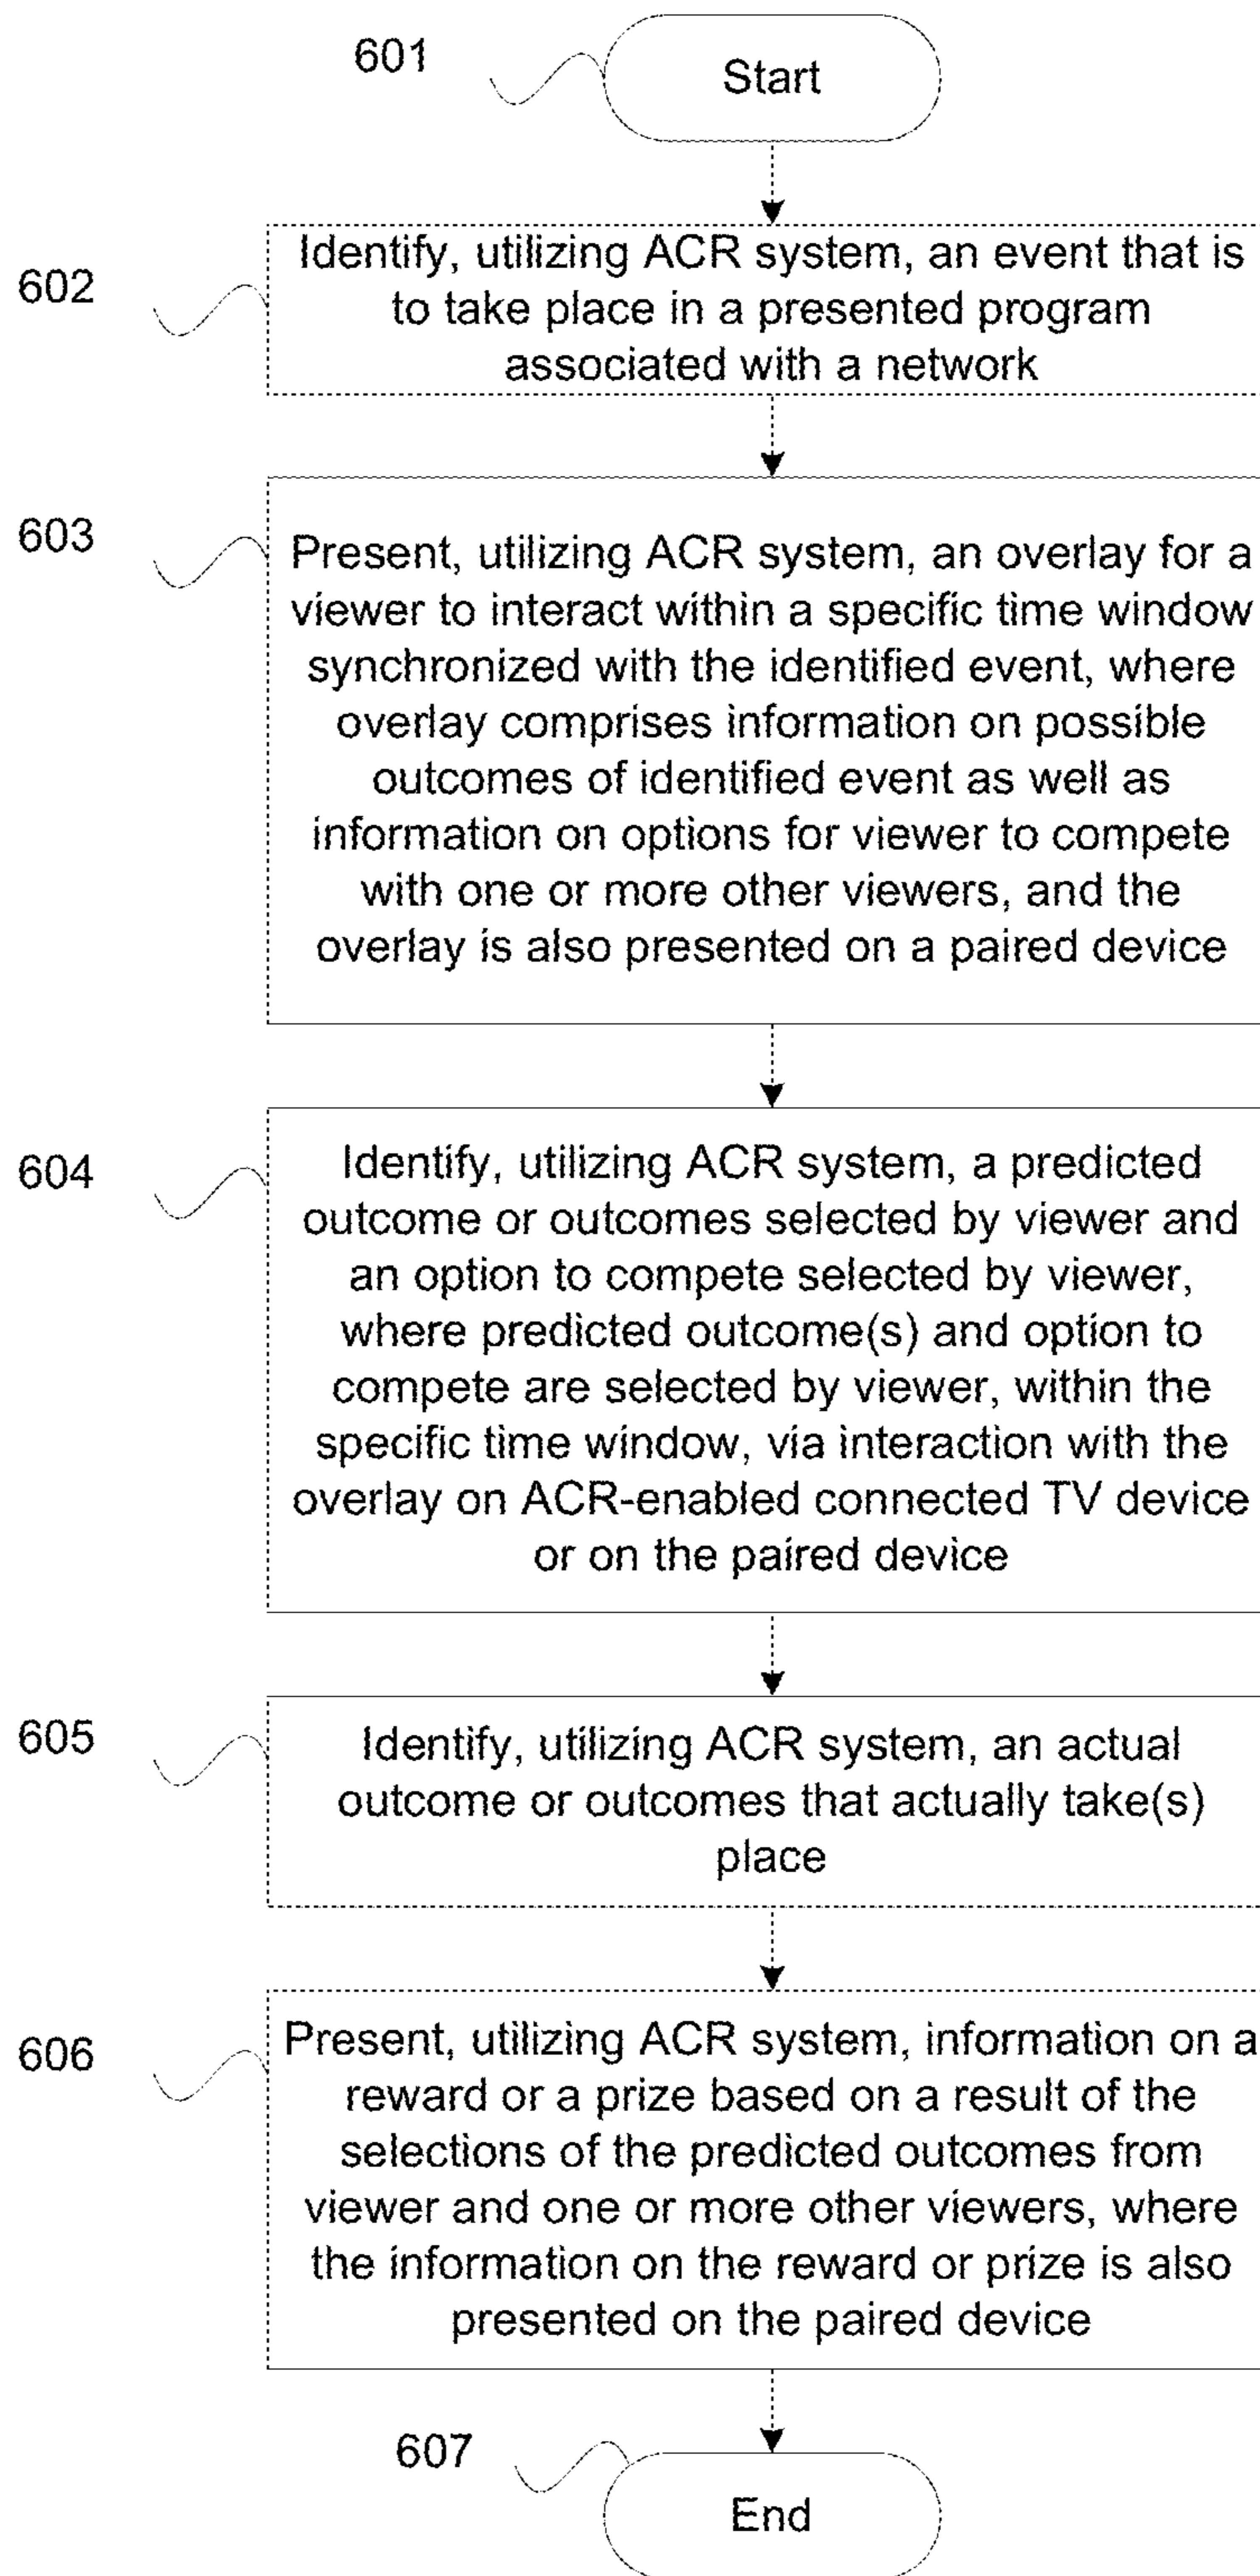 601
Start
602
Identify, utilizing ACR system, an event that is
to take place in a presented program
associated with a network
603
Present, utilizing ACR system, an overlay for a
viewer to interact within a specific time window
synchronized with the identified event, where
overlay comprises information on possible
outcomes of identified event as well as
information on options for viewer to compete
with one or more other viewers, and the
overlay is also presented on a paired device
604
Identify, utilizing ACR system, a predicted
outcome or outcomes selected by viewer and
an option to compete selected by viewer,
where predicted outcome(s) and option to
compete are selected by viewer, within the
specific time window, via interaction with the
overlay on ACR-enabled connected TV device
or on the paired device
605
Identify, utilizing ACR system, an actual
outcome or outcomes that actually take(s)
place
606
Present, utilizing ACR system, information on a
reward or a prize based on a result of the
selections of the predicted outcomes from
viewer and one or more other viewers, where
the information on the reward or prize is also
presented on the paired device
607
End